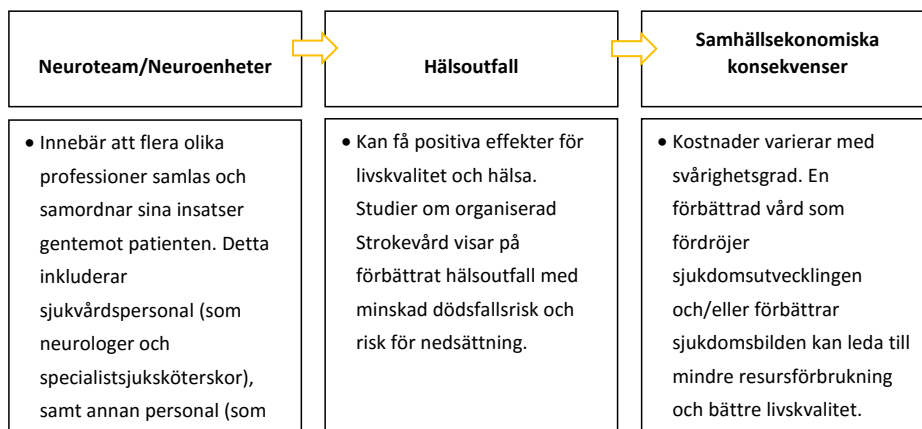 Neuroteam/Neuroenheter
Hälsoutfall
Samhällsekonomiska
konsekvenser
• Innebär att flera olika
professioner samlas och
samordnar sina insatser
gentemot patienten. Detta
inkluderar
sjukvårdspersonal (som
neurologer och
specialistsjuksköterskor),
samt annan personal (som
• Kan få positiva effekter för
livskvalitet och hälsa.
Studier om organiserad
Strokevård visar på
förbättrat hälsoutfall med
minskad dödsfallsrisk och
risk för nedsättning.
• Kostnader varierar med
svårighetsgrad. En
förbättrad vård som
fördröjer
sjukdomsutvecklingen
och/eller förbättrar
sjukdomsbilden kan leda till
mindre resursförbrukning
och bättre livskvalitet.